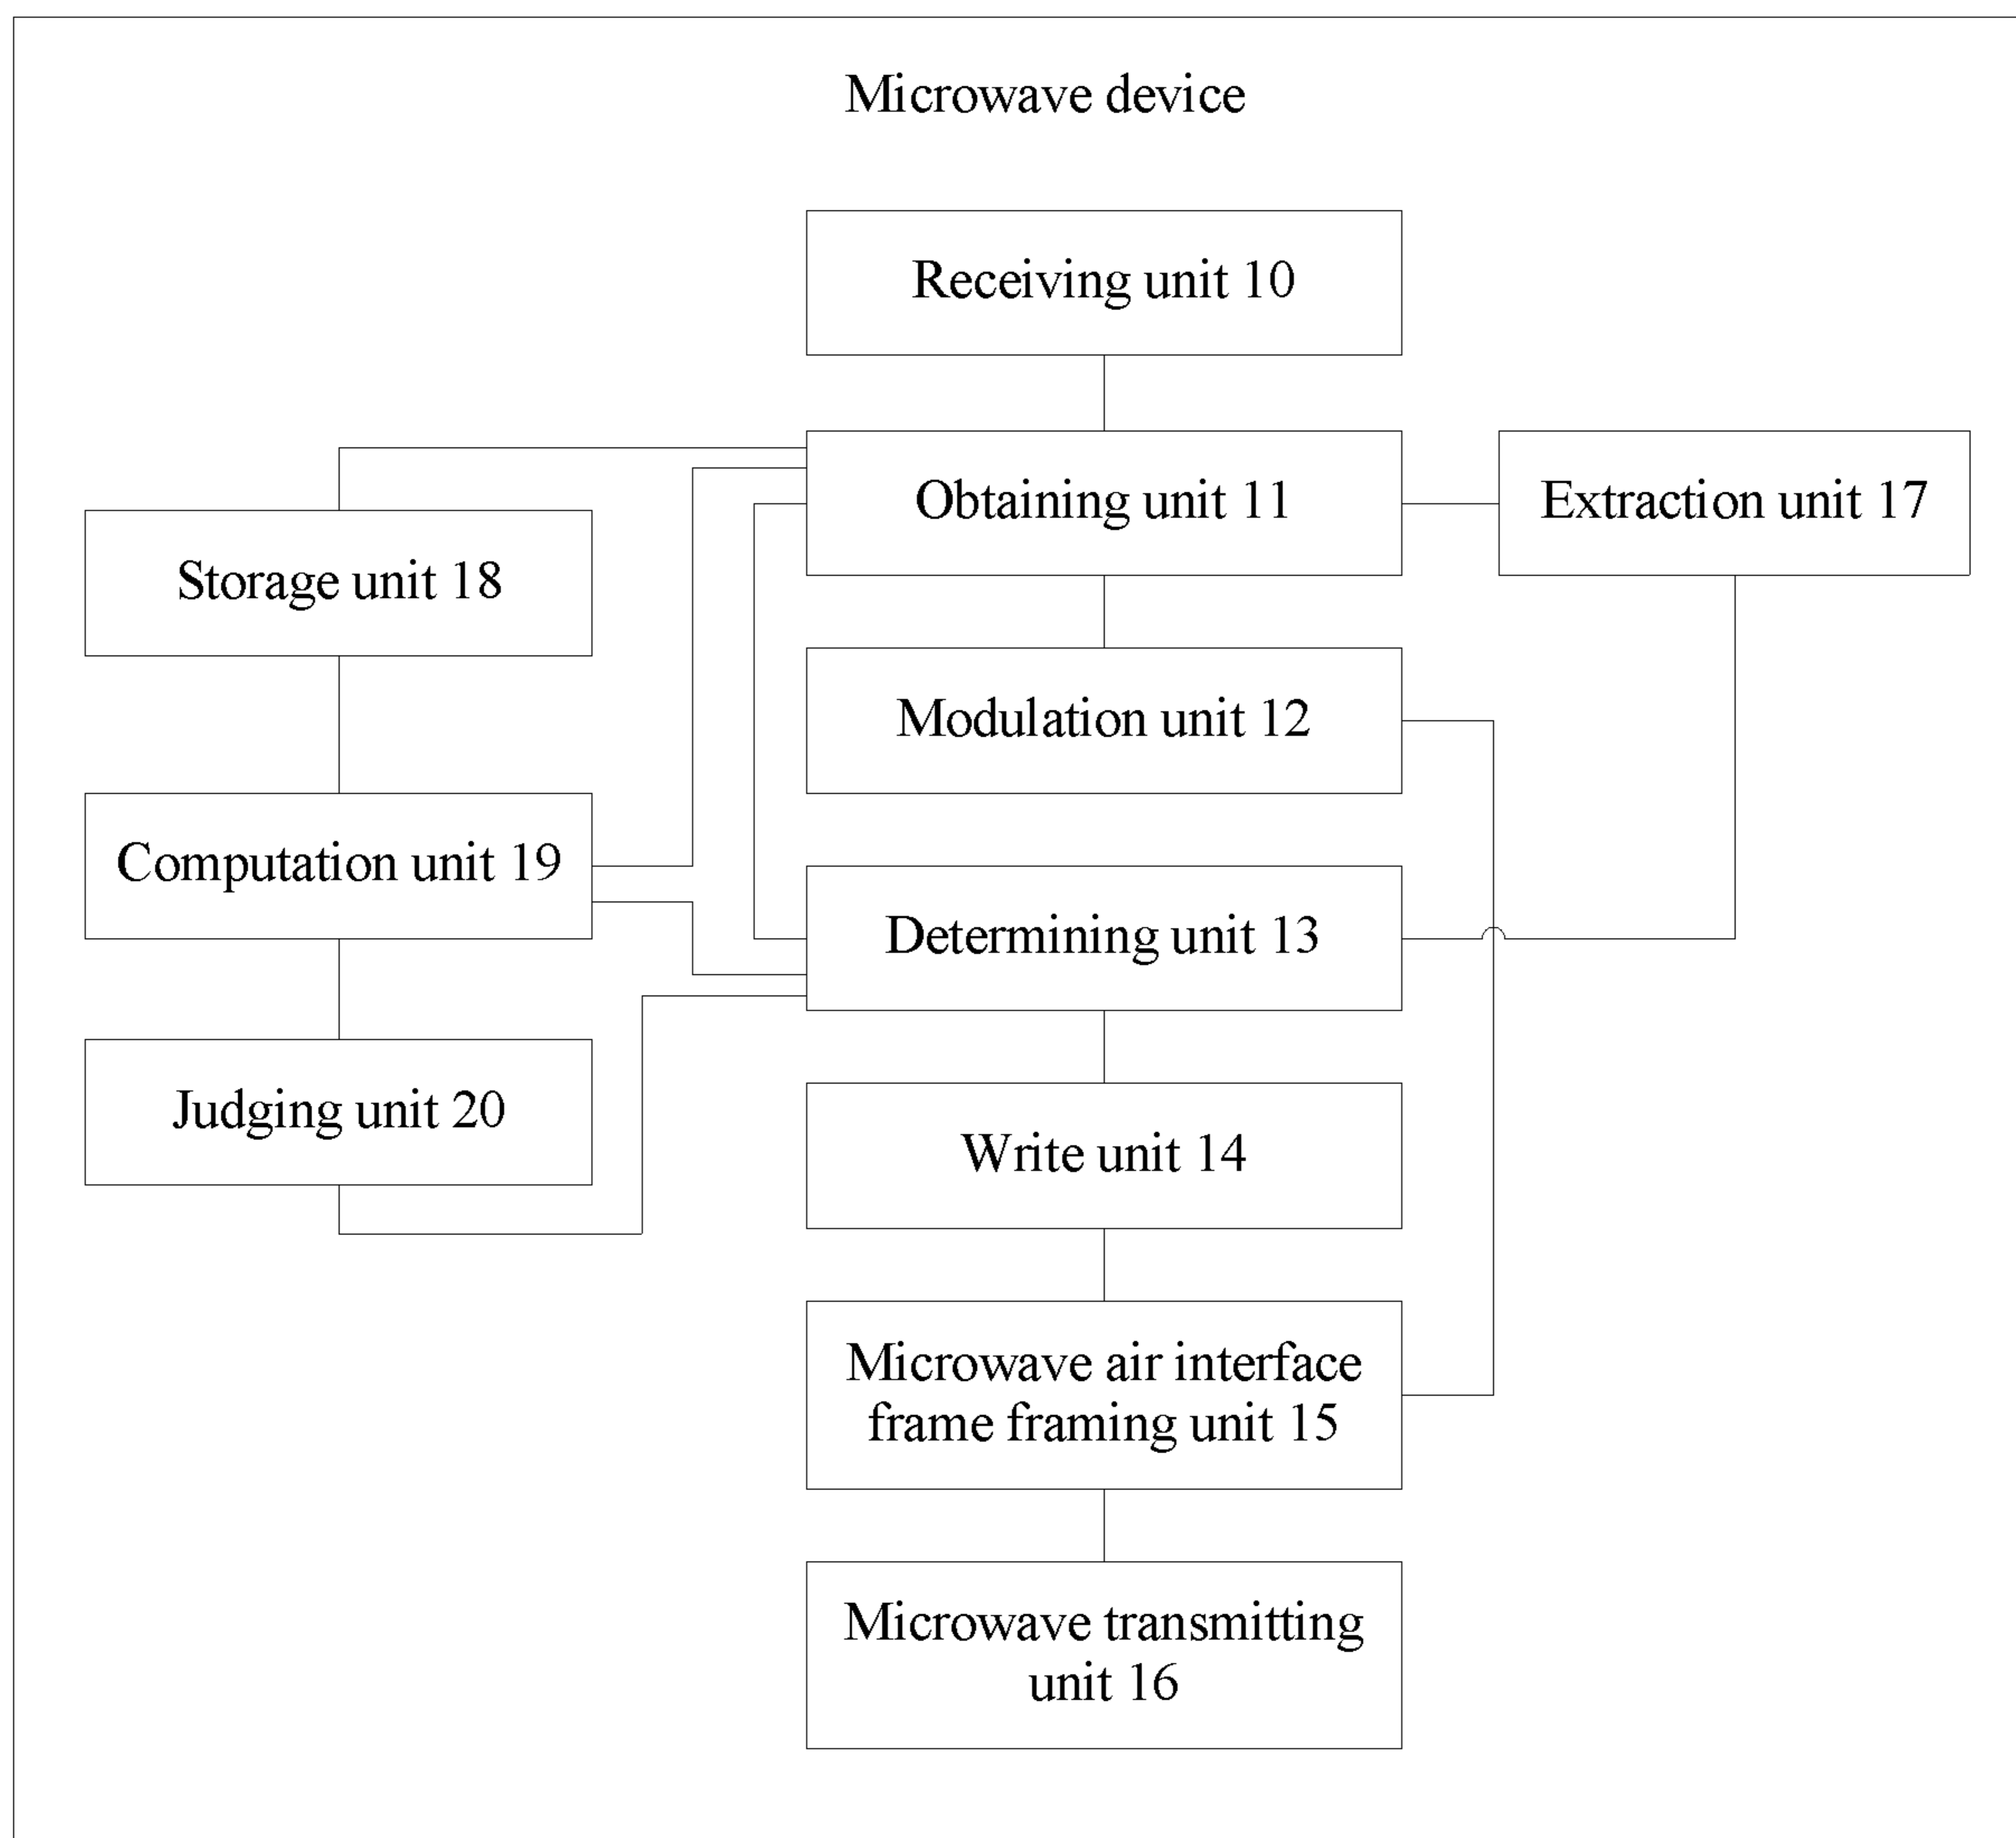 Microwave device
Receiving unit 10
Obtaining unit 11
Extraction unit 17
Storage unit 18
Modulation unit 12
Computation unit 19
Determining unit 13
Judging unit 20
Write unit 14
Microwave air interface
frame framing unit 15
Microwave transmitting
unit 16